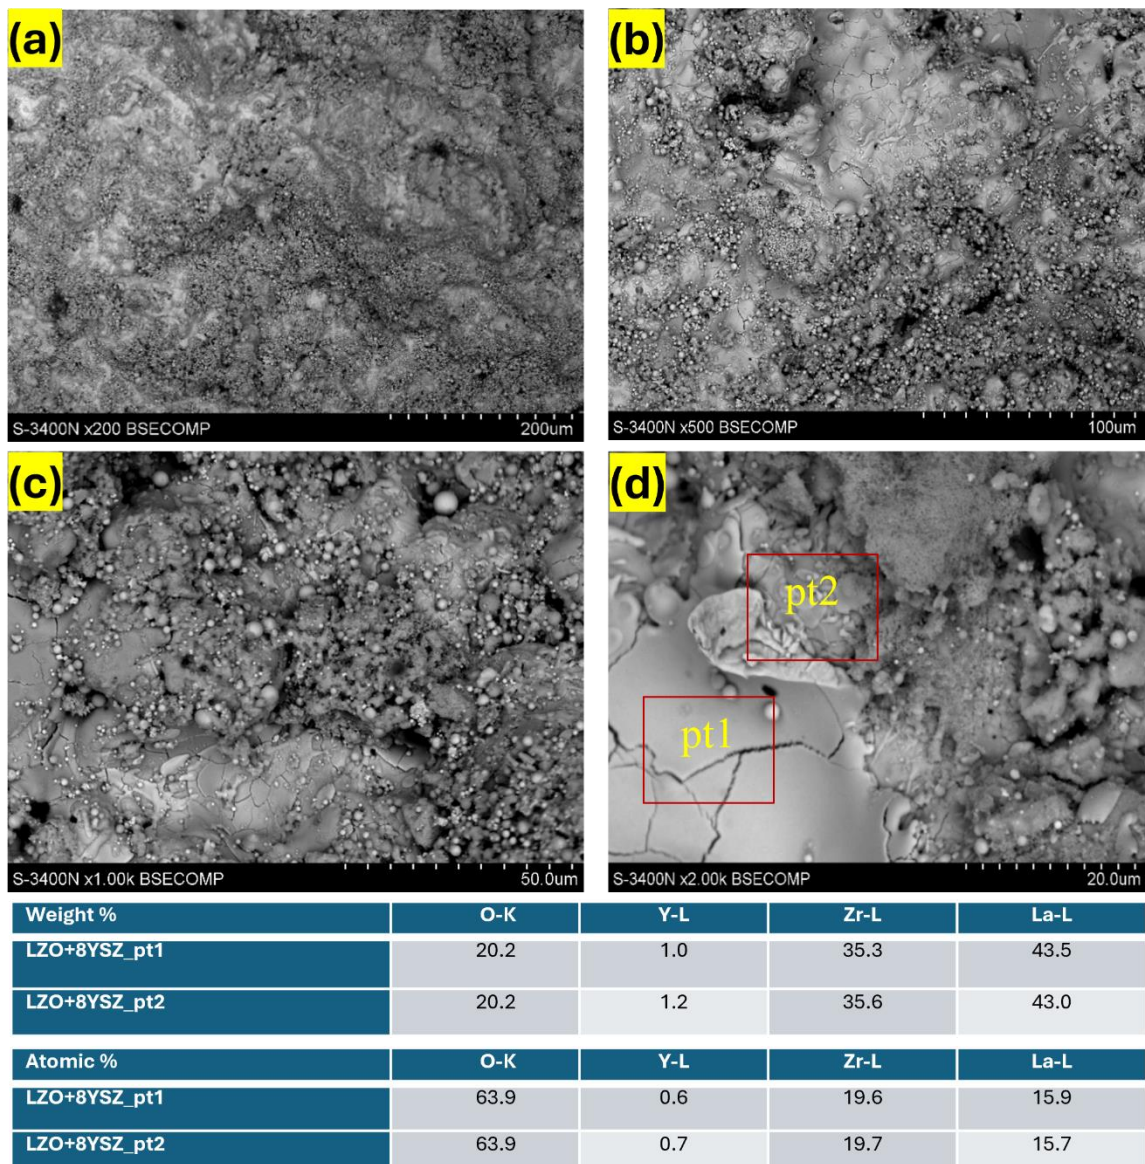 (a)
(b)
S-3400N x200 BSECOMP 200um
S-3400N x500 BSECOMP 100um
(c)
(d)
pt2
pt1
S-3400N x1.00k BSECOMP 50.0um
S-3400N x2.00k BSECOMP 20.0um
Weight % O-K Y-L Zr-L La-L
LZO+8YSZ_pt1 20.2 1.0 35.3 43.5
LZO+8YSZ_pt2 20.2 1.2 35.6 43.0
Atomic % O-K Y-L Zr-L La-L
LZO+8YSZ_pt1 63.9 0.6 19.6 15.9
LZO+8YSZ_pt2 63.9 0.7 19.7 15.7